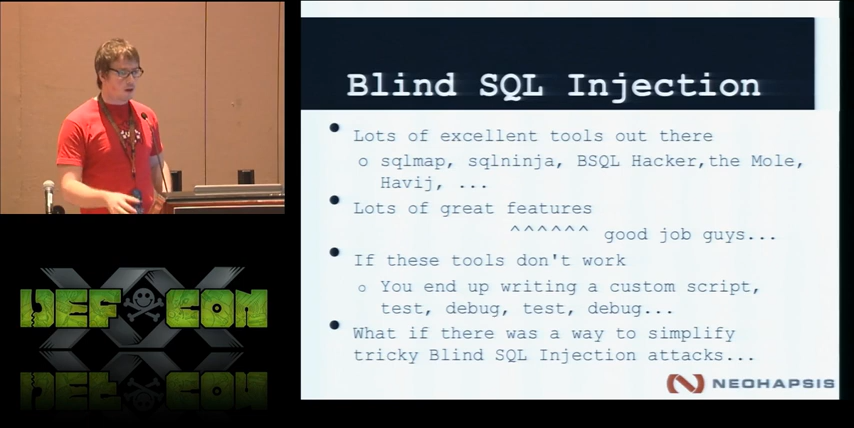 Blind SQL Injection
Lots of excellent tools out there
o sqlmap, sqlninja, BSQL Hacker,the Mole,
Havij, ...
Lots of great features
^^^^^^ good job guys...
If these tools don't work
o You end up writing a custom script,
test, debug, test, debug...
What if there was a way to simplify
tricky Blind SQL Injection attacks...
NEOHAPSIS
DEF CON
XX